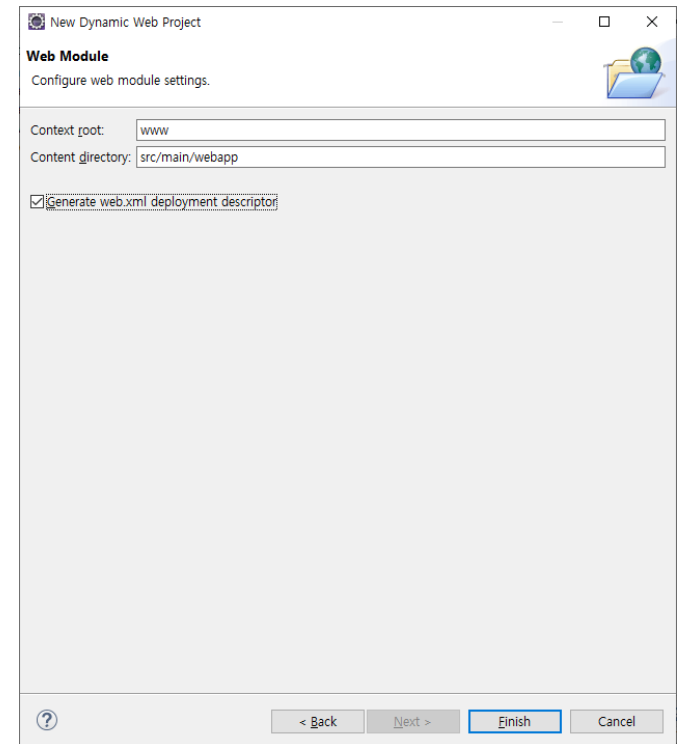 New Dynamic Web Project
Web Module
Configure web module settings.
Context root: www
Content directory: src/main/webapp
Generate web.xml deployment descriptor
?
< Back Next > Finish Cancel